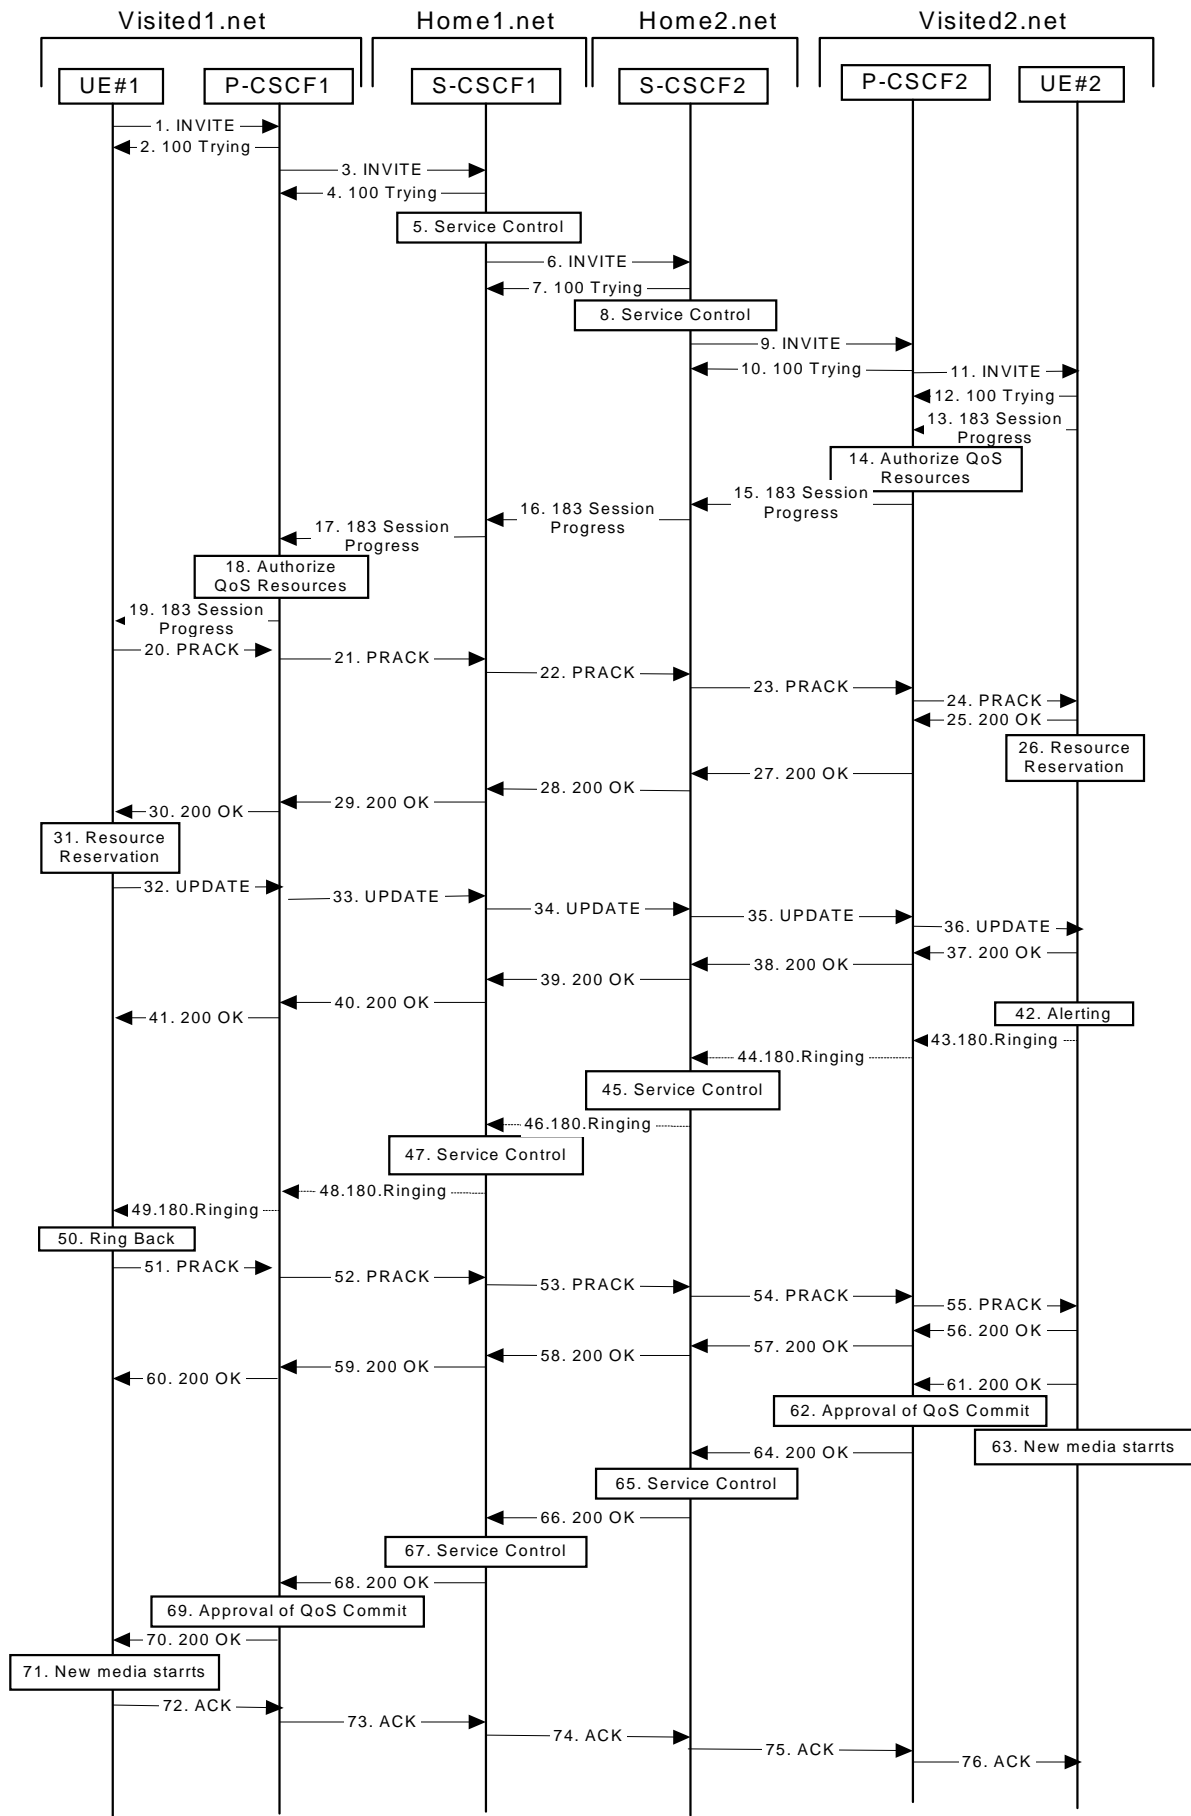 Visited1.net
Home1.net
Home2.net
Visited2.net
UE#1
P-CSCF1
S-CSCF1
S-CSCF2
P-CSCF2
UE#2
1. INVITE
2. 100 Trying
3. INVITE
4. 100 Trying
5. Service Control
6. INVITE
7. 100 Trying
8. Service Control
9. INVITE
10. 100 Trying
11. INVITE
12. 100 Trying
13. 183 Session
Progress
14. Authorize QoS
Resources
15. 183 Session
Progress
16. 183 Session
Progress
17. 183 Session
Progress
18. Authorize
QoS Resources
19. 183 Session
Progress
20. PRACK
21. PRACK
22. PRACK
23. PRACK
24. PRACK
25. 200 OK
26. Resource
Reservation
27. 200 OK
28. 200 OK
29. 200 OK
30. 200 OK
31. Resource
Reservation
32. UPDATE
33. UPDATE
34. UPDATE
35. UPDATE
36. UPDATE
37. 200 OK
38. 200 OK
39. 200 OK
40. 200 OK
41. 200 OK
42. Alerting
43.180.Ringing
44.180.Ringing
45. Service Control
46.180.Ringing
47. Service Control
48.180.Ringing
49.180.Ringing
50. Ring Back
51. PRACK
52. PRACK
53. PRACK
54. PRACK
55. PRACK
56. 200 OK
57. 200 OK
58. 200 OK
59. 200 OK
60. 200 OK
61. 200 OK
62. Approval of QoS Commit
63. New media starrts
64. 200 OK
65. Service Control
66. 200 OK
67. Service Control
68. 200 OK
69. Approval of QoS Commit
70. 200 OK
71. New media starrts
72. ACK
73. ACK
74. ACK
75. ACK
76. ACK